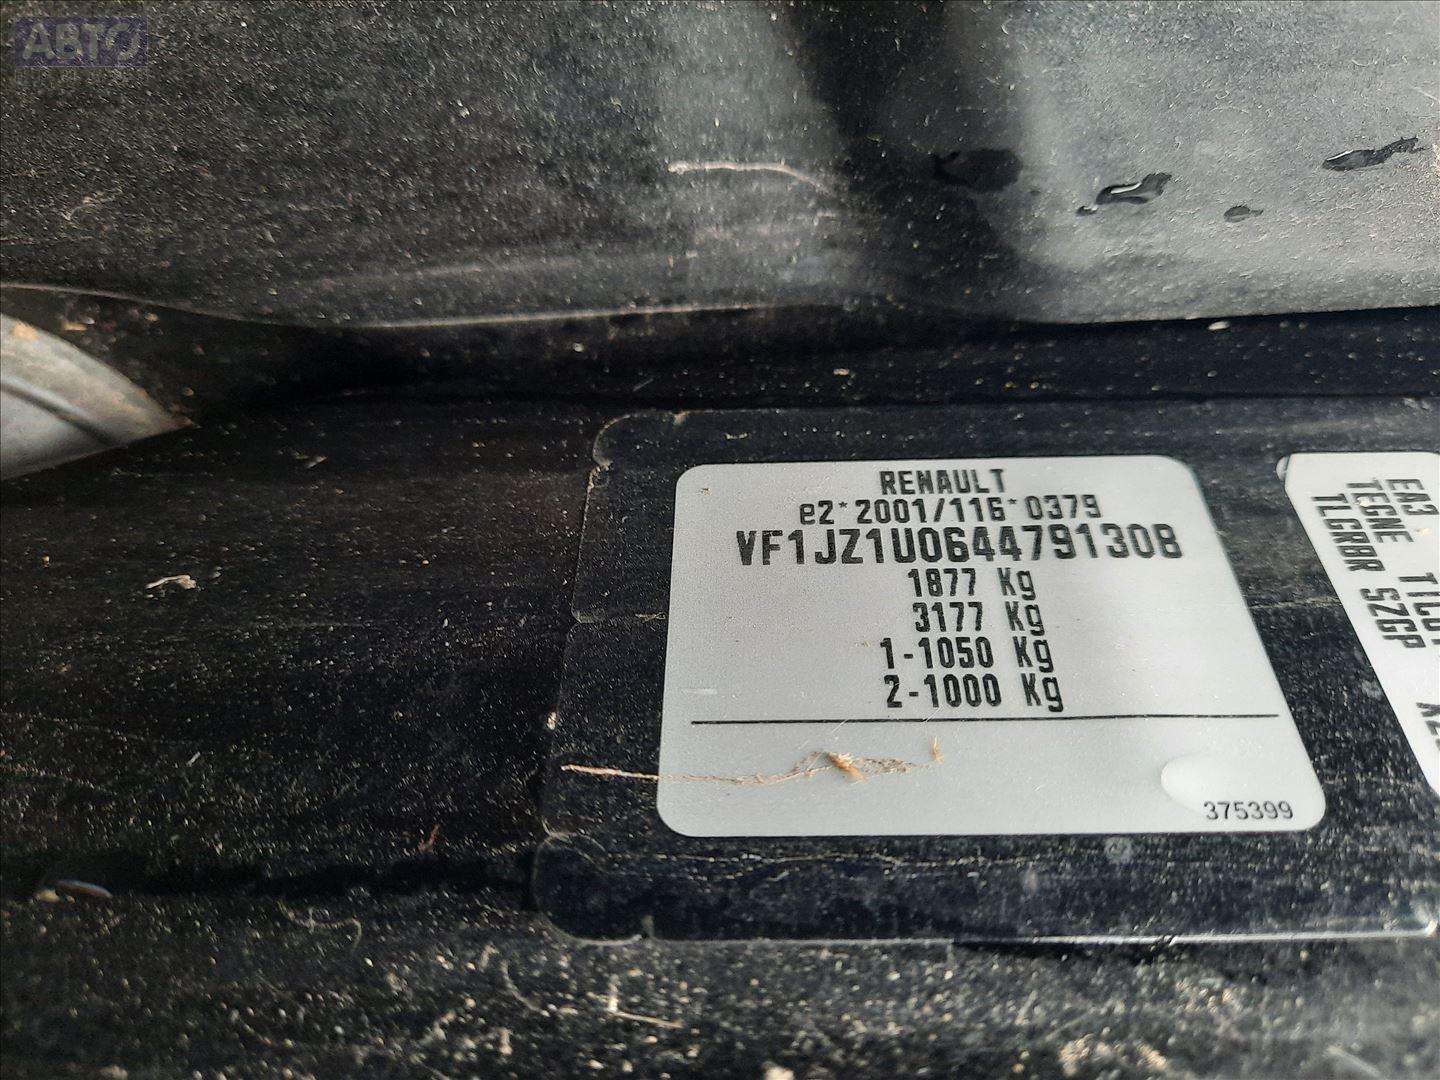 АВТО
RENAULT
e2*2001/116*0379
VF1JZ1U0644791308
1877 Kg
3177 Kg
1-1050 Kg
2-1000 Kg
375399
EA3
TEGNE
TLGRBR SZGP